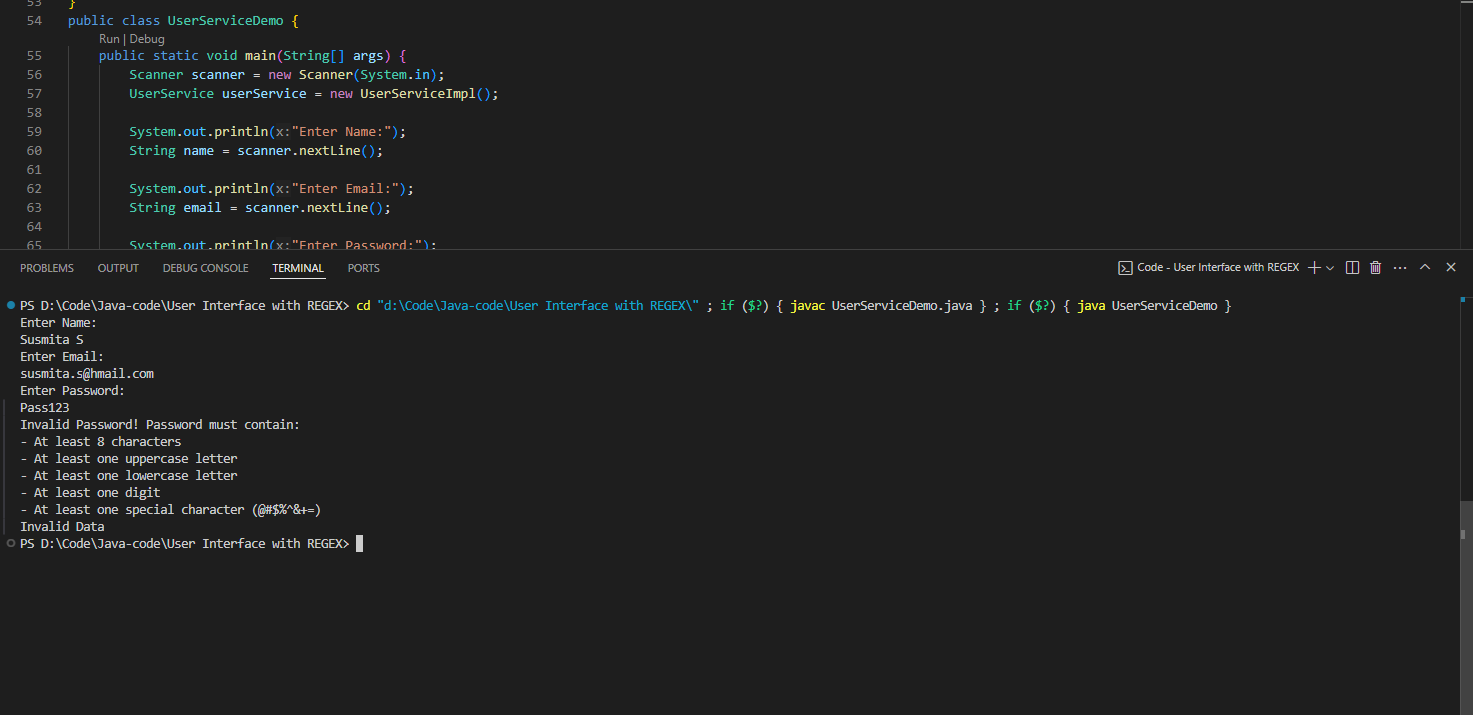 53 }
54 public class UserServiceDemo {
Run | Debug
55 public static void main(String[] args) {
56 Scanner scanner = new Scanner(System.in);
57 UserService userService = new UserServiceImpl();
58
59 System.out.println(x:"Enter Name:");
60 String name = scanner.nextLine();
61
62 System.out.println(x:"Enter Email:");
63 String email = scanner.nextLine();
64
65 System.out.println(x:"Enter Password:");
PROBLEMS OUTPUT DEBUG CONSOLE TERMINAL PORTS Code - User Interface with REGEX
PS D:\Code\Java-code\User Interface with REGEX> cd "d:\Code\Java-code\User Interface with REGEX\" ; if ($?) { javac UserServiceDemo.java } ; if ($?) { java UserServiceDemo }
Enter Name:
Susmita S
Enter Email:
susmita.s@hmail.com
Enter Password:
Pass123
Invalid Password! Password must contain:
- At least 8 characters
- At least one uppercase letter
- At least one lowercase letter
- At least one digit
- At least one special character (@#$%^&+=)
Invalid Data
PS D:\Code\Java-code\User Interface with REGEX>